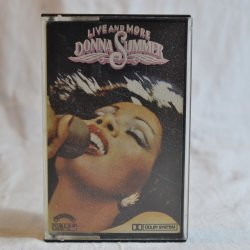 LIVE AND MORE
DONNA SUMMER
DOLBY SYSTEM